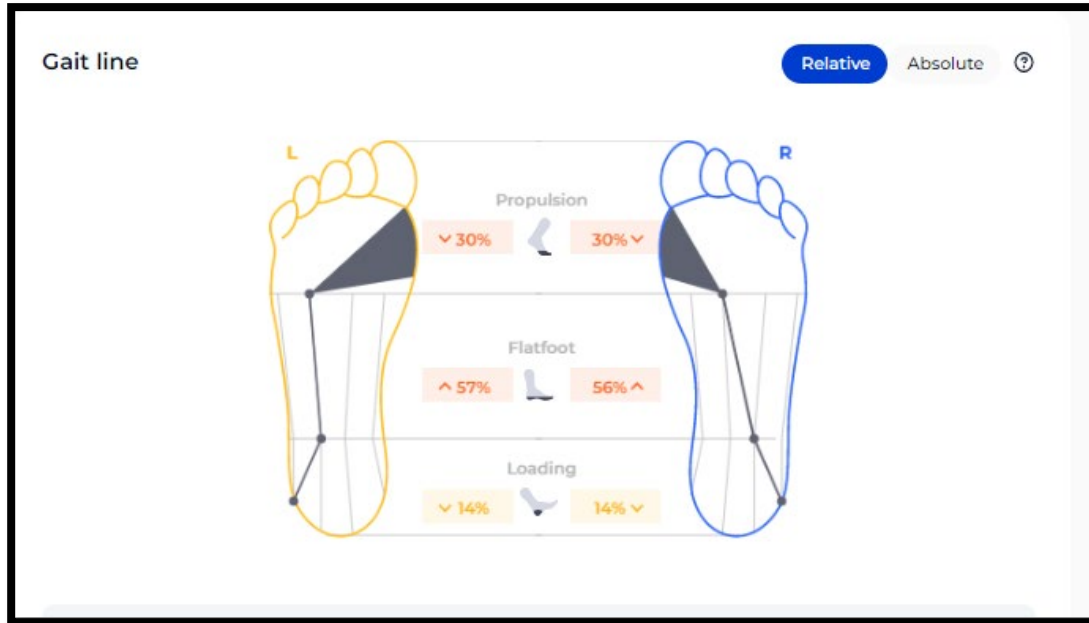 Gait line
Relative Absolute ?
L R
Propulsion
30% 30%
Flatfoot
57% 56%
Loading
14% 14%